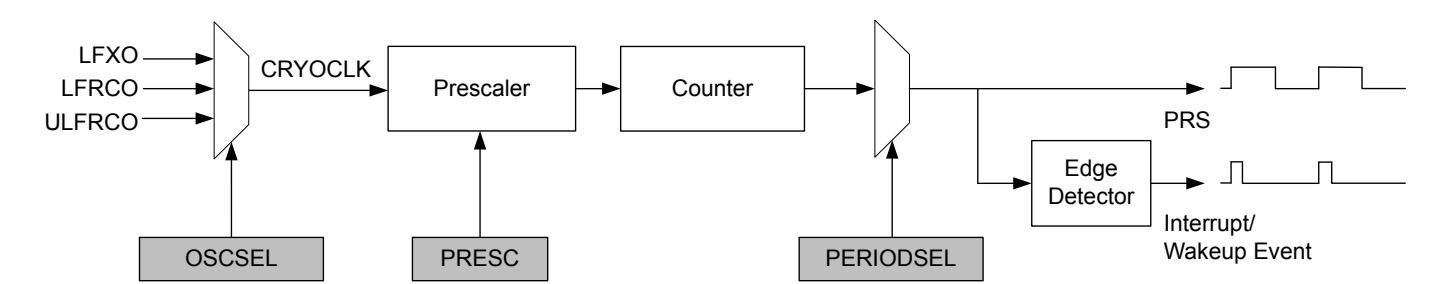 LFXO
LFRCO
ULFRCO
CRYOCLK
Prescaler
Counter
PRS
Edge
Detector
Interrupt/
Wakeup Event
OSCSEL
PRESC
PERIODSEL